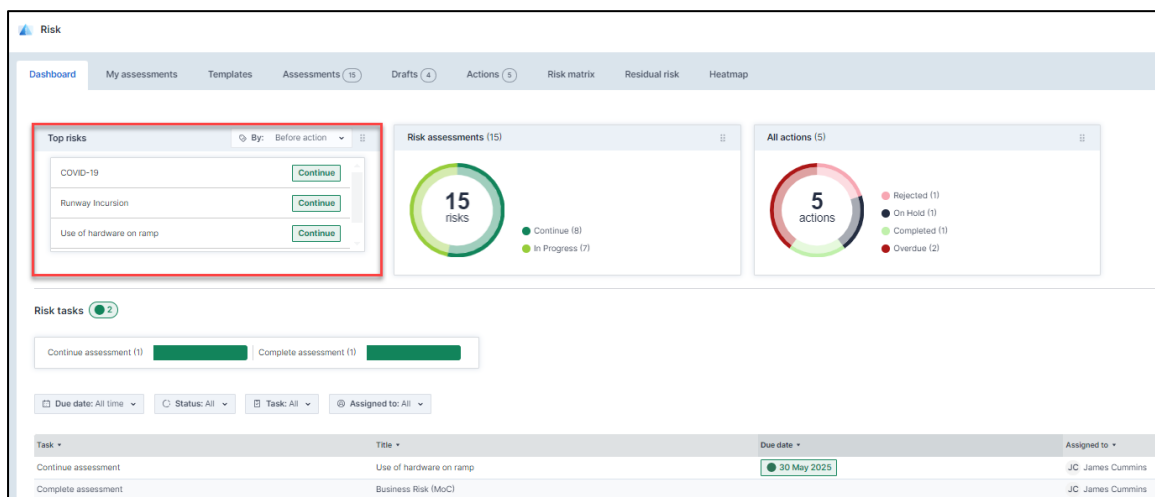 Risk
Dashboard My assessments Templates Assessments 15 Drafts 4 Actions 5 Risk matrix Residual risk Heatmap
Top risks By: Before action
COVID-19 Continue
Runway Incursion Continue
Use of hardware on ramp Continue
Risk assessments (15)
15
risks
Continue (8)
In Progress (7)
All actions (5)
5
actions
Rejected (1)
On Hold (1)
Completed (1)
Overdue (2)
Risk tasks 2
Continue assessment (1) Complete assessment (1)
Due date: All time Status: All Task: All Assigned to: All
Task Title Due date Assigned to
Continue assessment Use of hardware on ramp 30 May 2025 JC James Cummins
Complete assessment Business Risk (MoC) JC James Cummins